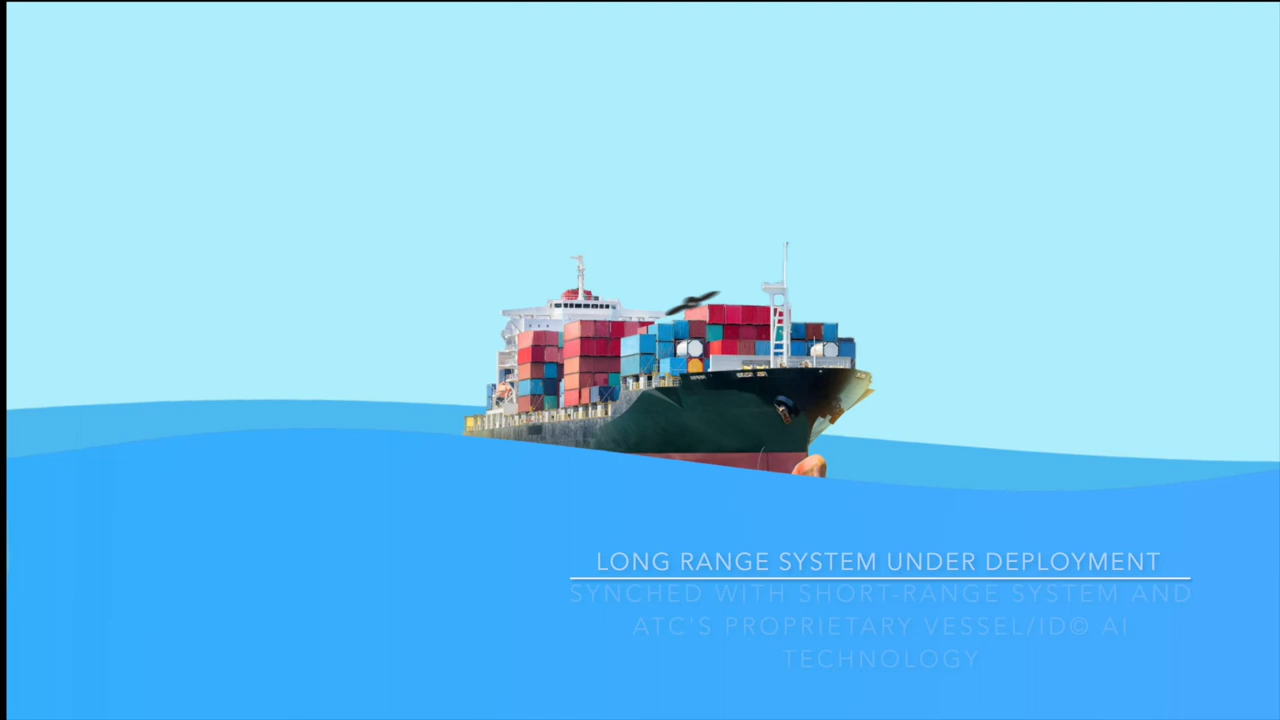 LONG RANGE SYSTEM UNDER DEPLOYMENT
SYNCHED WITH SHORT-RANGE SYSTEM AND
ATC'S PROPRIETARY VESSEL/ID© AI
TECHNOLOGY